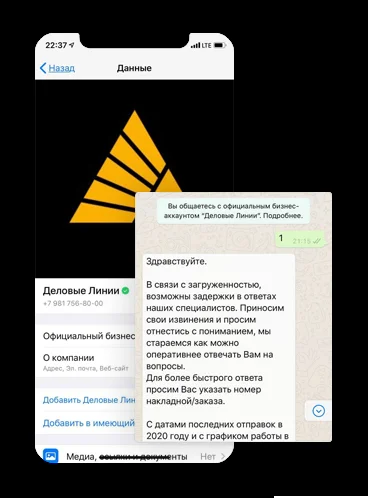 22:37
LTE
Назад
Данные
Деловые Линии
+7 981 756-80-00
Официальный бизнес
О компании
Адрес, Эл. почта, Веб-сайт
Добавить Деловые Лин
Добавить в имеющий
Медиа, ссылки и документы
Нет
Вы общаетесь с официальным бизнес-
аккаунтом "Деловые Линии". Подробнее.
1
21:16
Здравствуйте.
В связи с загруженностью,
возможны задержки в ответах
наших специалистов. Приносим
свои извинения и просим
отнестись с пониманием, мы
стараемся как можно
оперативнее отвечать Вам на
вопросы.
Для более быстрого ответа
просим Вас указать номер
накладной/заказа.
С датами последних отправок в
2020 году и с графиком работы в